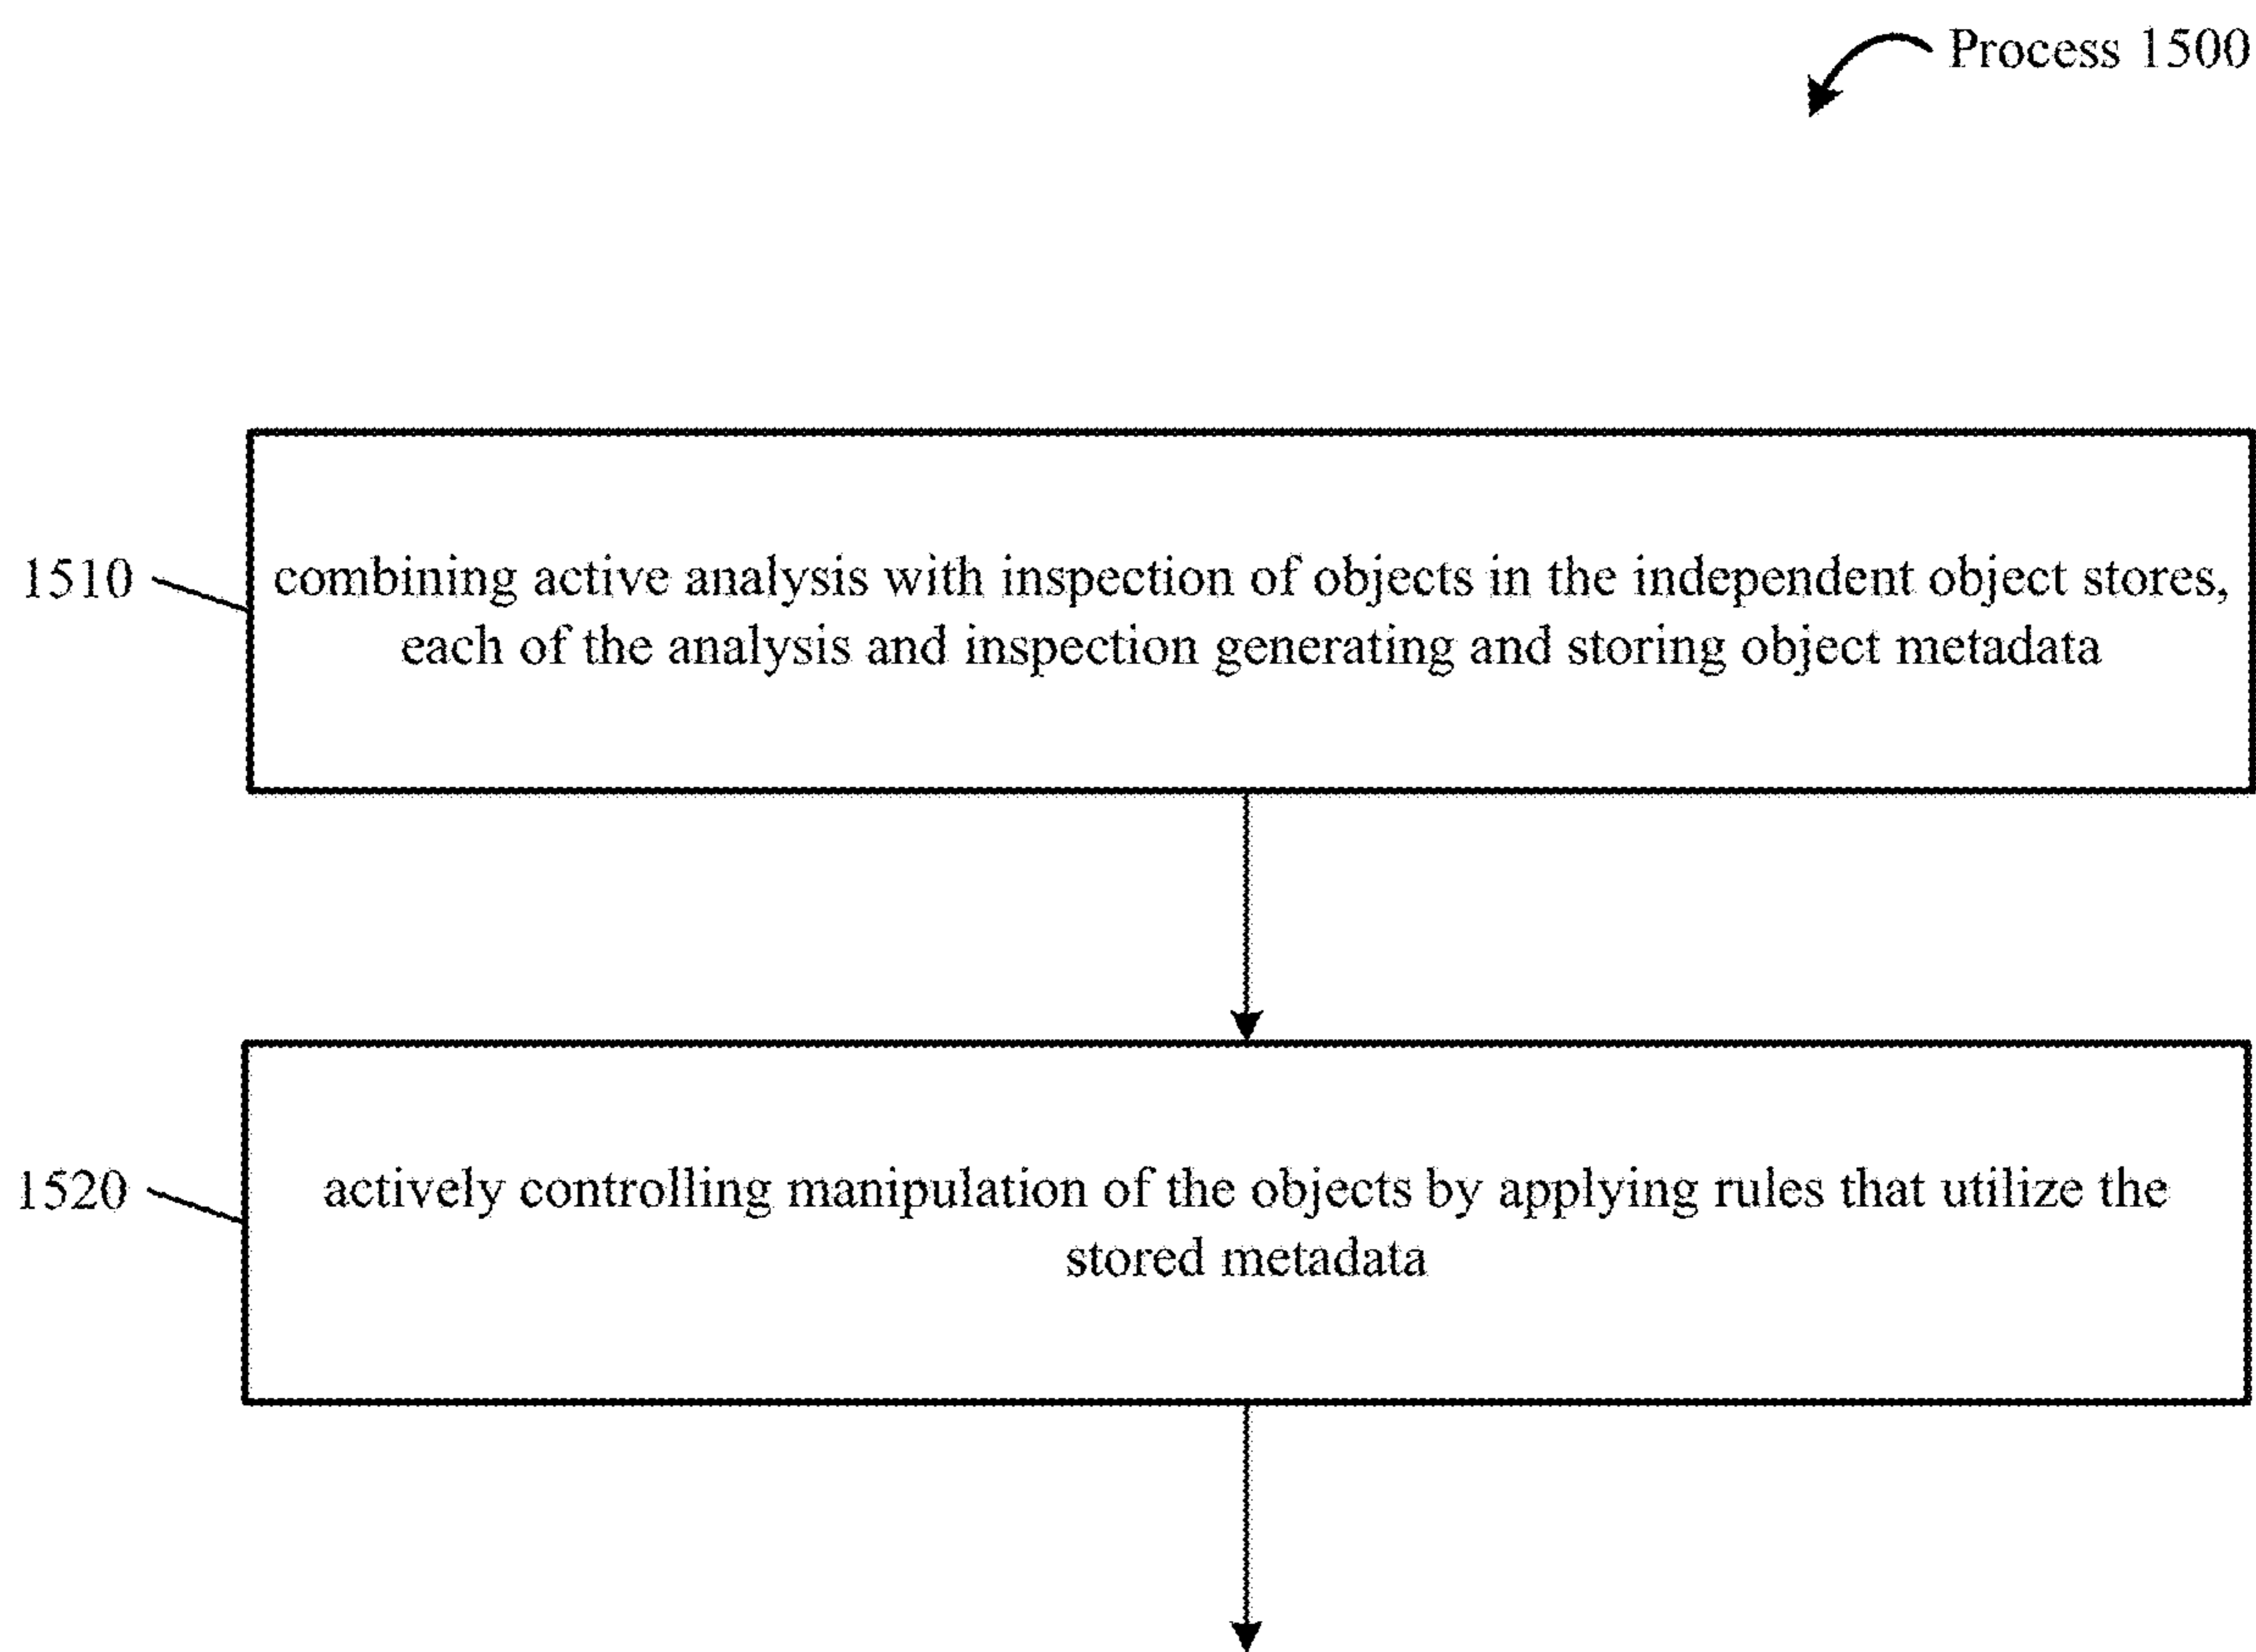 Process 1500
1510
combining active analysis with inspection of objects in the independent object stores,
each of the analysis and inspection generating and storing object metadata
1520
actively controlling manipulation of the objects by applying rules that utilize the
stored metadata